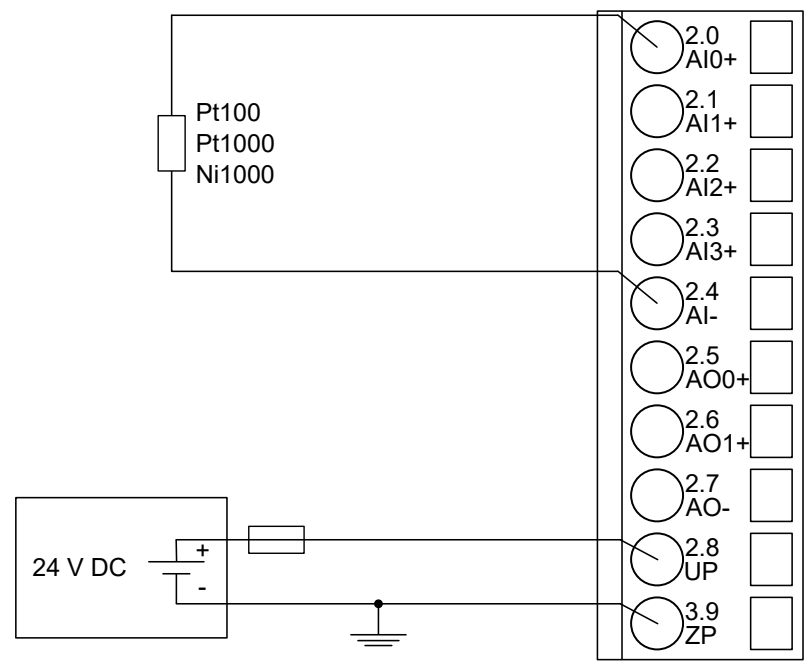 2.0
AI0+
Pt100
Pt1000
Ni1000
2.1
AI1+
2.2
AI2+
2.3
AI3+
2.4
AI-
2.5
AO0+
2.6
AO1+
2.7
AO-
24 V DC
+
-
2.8
UP
3.9
ZP